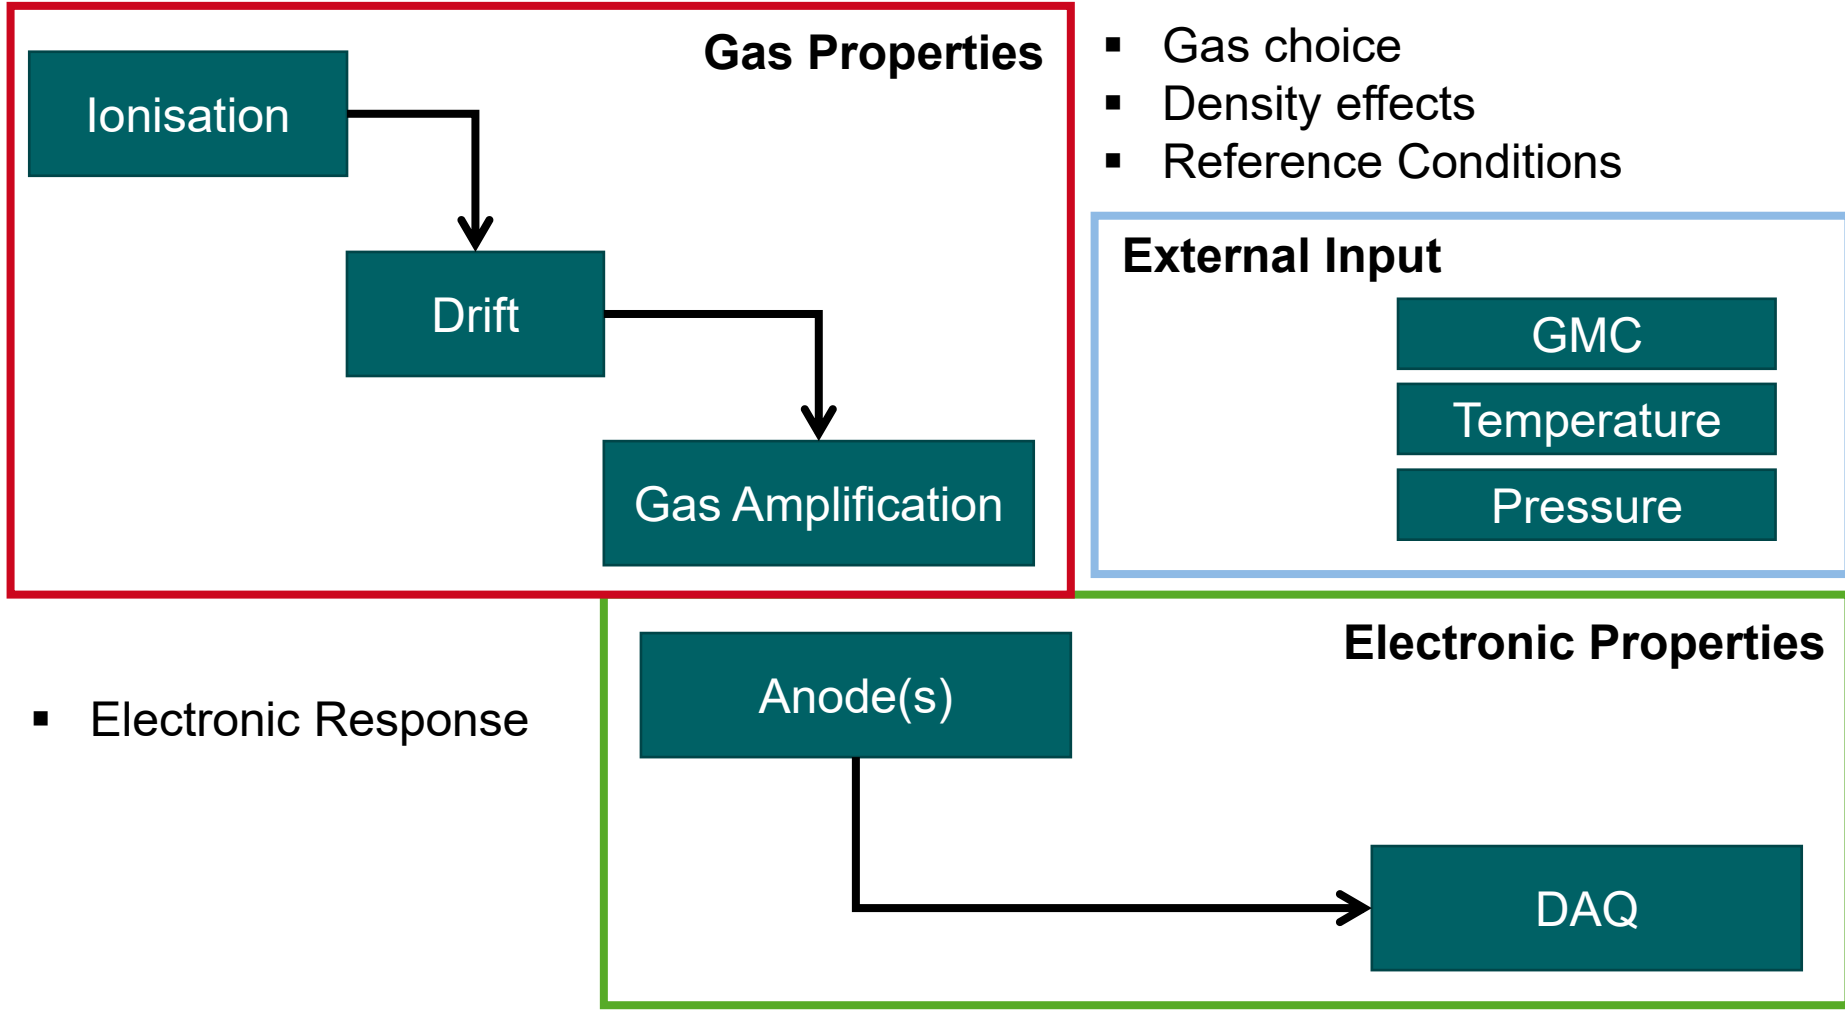 Gas Properties
Ionisation
Drift
Gas Amplification
▪ Gas choice
▪ Density effects
▪ Reference Conditions
External Input
GMC
Temperature
Pressure
▪ Electronic Response
Electronic Properties
Anode(s)
DAQ